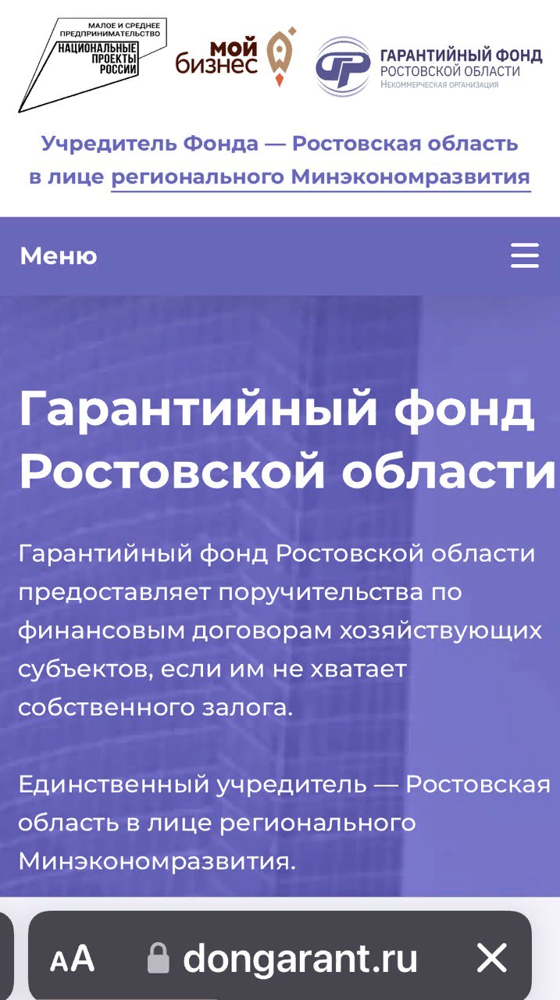 МАЛОЕ И СРЕДНЕЕ
ПРЕДПРИНИМАТЕЛЬСТВО
НАЦИОНАЛЬНЫЕ
ПРОЕКТЫ
РОССИИ
мой
бизнес
ГАРАНТИЙНЫЙ ФОНД
РОСТОВСКОЙ ОБЛАСТИ
Некоммерческая организация
Учредитель Фонда — Ростовская область
в лице регионального Минэкономразвития
Меню
Гарантийный фонд
Ростовской области
Гарантийный фонд Ростовской области
предоставляет поручительства по
финансовым договорам хозяйствующих
субъектов, если им не хватает
собственного залога.
Единственный учредитель — Ростовская
область в лице регионального
Минэкономразвития.
AA dongarant.ru